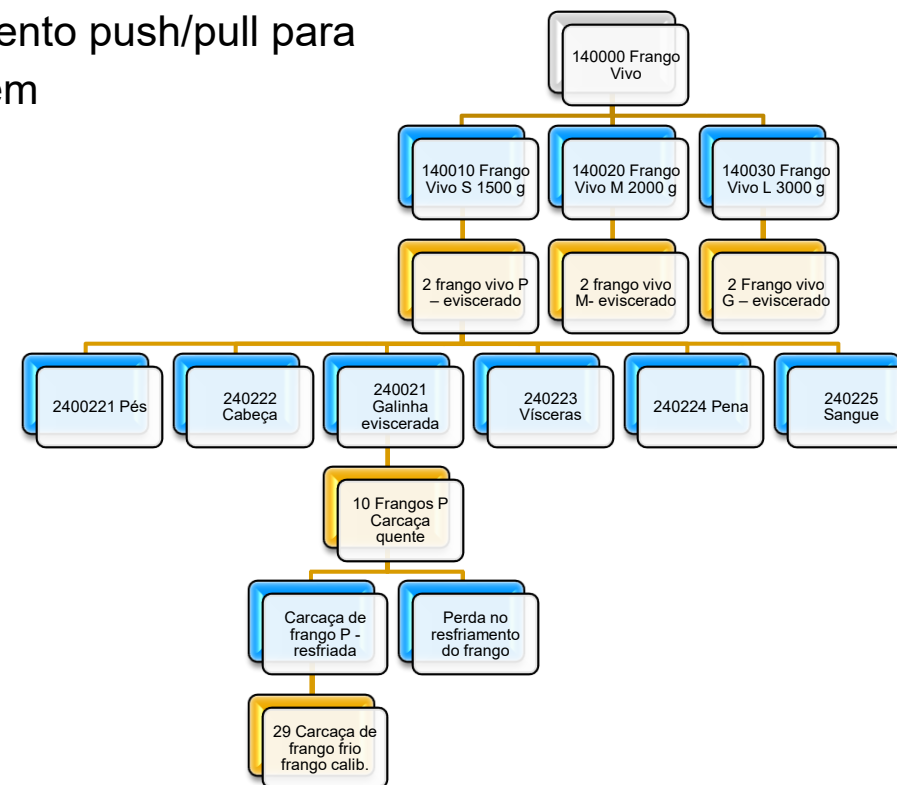 ento push/pull para
em
140000 Frango
Vivo
140010 Frango
Vivo S 1500 g
140020 Frango
Vivo M 2000 g
140030 Frango
Vivo L 3000 g
2 frango vivo P
– eviscerado
2 frango vivo
M- eviscerado
2 Frango vivo
G – eviscerado
2400221 Pés
240222
Cabeça
240021
Galinha
eviscerada
240223
Vísceras
240224 Pena
240225
Sangue
10 Frangos P
Carcaça
quente
Carcaça de
frango P -
resfriada
Perda no
resfriamento
do frango
29 Carcaça de
frango frio
frango calib.